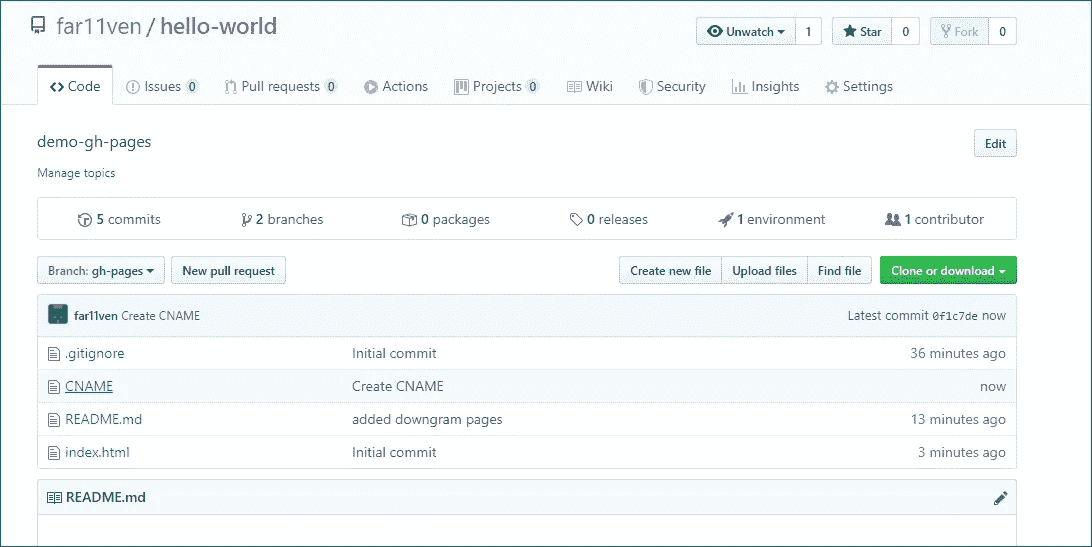 far11ven / hello-world Unwatch 1 Star 0 Fork 0
Code Issues 0 Pull requests 0 Actions Projects 0 Wiki Security Insights Settings
demo-gh-pages Edit
Manage topics
5 commits 2 branches 0 packages 0 releases 1 environment 1 contributor
Branch: gh-pages New pull request Create new file Upload files Find file Clone or download
far11ven Create CNAME Latest commit 0f1c7de now
.gitignore Initial commit 36 minutes ago
CNAME Create CNAME now
README.md added downgram pages 13 minutes ago
index.html Initial commit 3 minutes ago
README.md